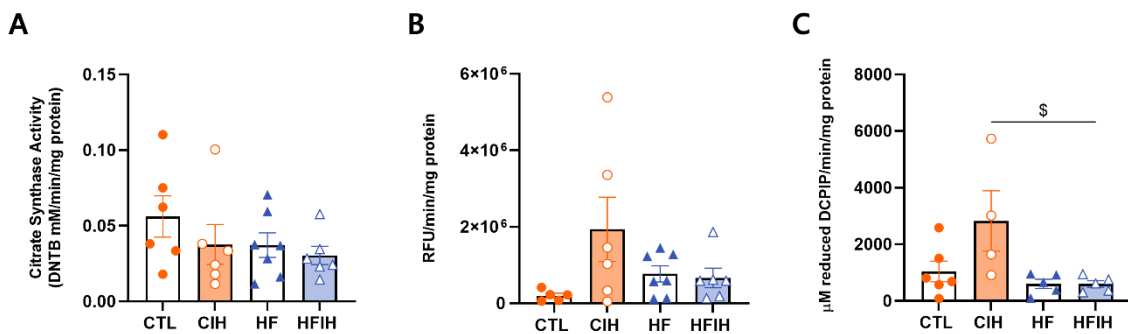 A
B
C
Citrate Synthase Activity
(DNTB mM/min/mg protein)
0.15
0.10
0.05
0.00
CTL
CIH
HF
HFIH
RFU/min/mg protein
6×10⁶
4×10⁶
2×10⁶
0
CTL
CIH
HF
HFIH
μM reduced DCPIP/min/mg protein
8000
6000
4000
2000
0
$
CTL
CIH
HF
HFIH